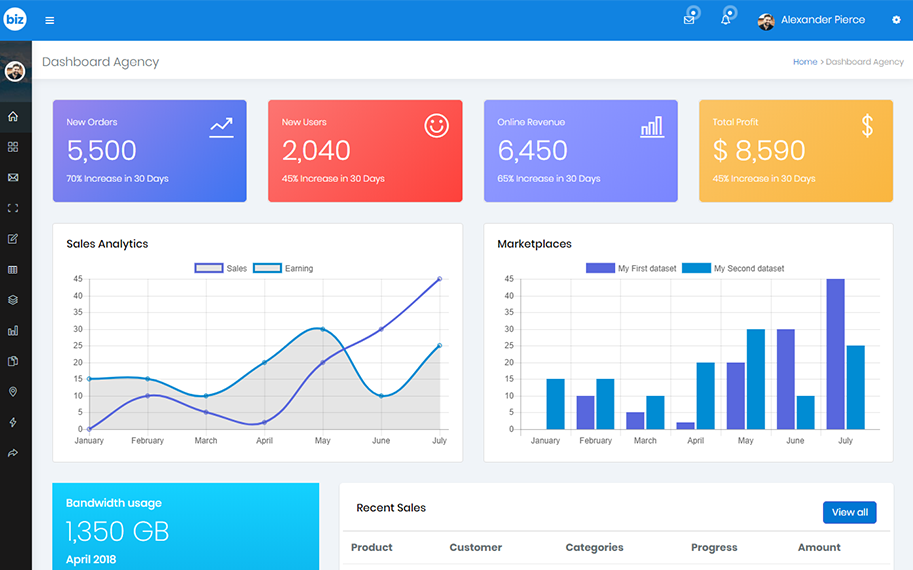 biz
Alexander Pierce
Dashboard Agency
Home > Dashboard Agency
New Orders
5,500
70% Increase in 30 Days
New Users
2,040
45% Increase in 30 Days
Online Revenue
6,450
65% Increase in 30 Days
Total Profit
$ 8,590
45% Increase in 30 Days
Sales Analytics
Sales Earning
45
40
35
30
25
20
15
10
5
0
January February March April May June July
Marketplaces
My First dataset My Second dataset
45
40
35
30
25
20
15
10
5
0
January February March April May June July
Bandwidth usage
1,350 GB
April 2018
Recent Sales
View all
Product Customer Categories Progress Amount